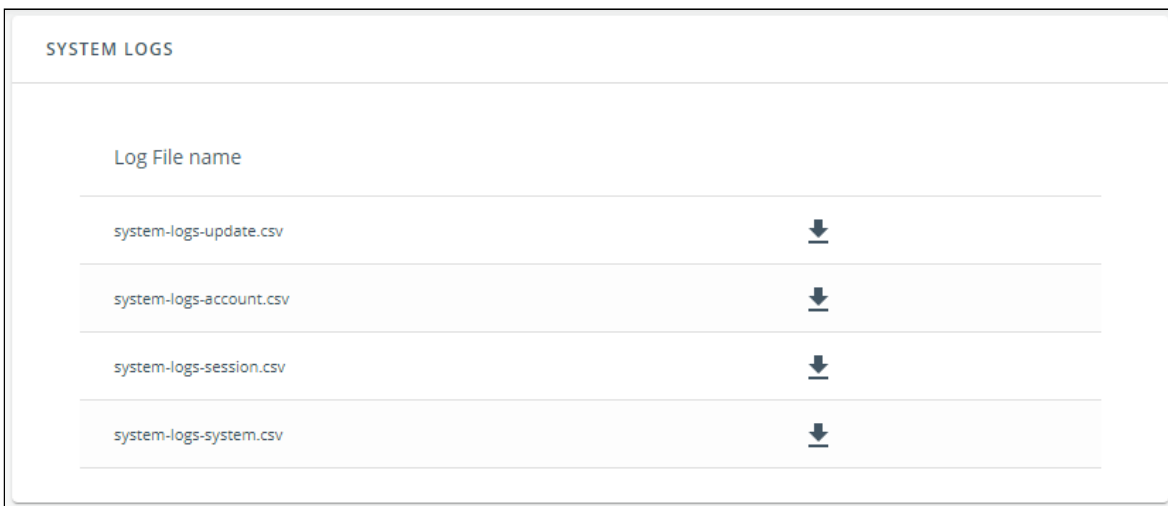 SYSTEM LOGS
Log File name
system-logs-update.csv
system-logs-account.csv
system-logs-session.csv
system-logs-system.csv